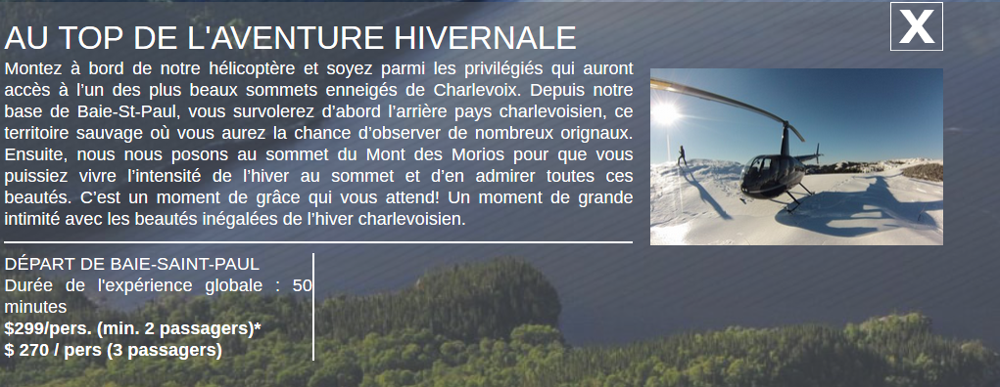 AU TOP DE L'AVENTURE HIVERNALE
X
Montez à bord de notre hélicoptère et soyez parmi les privilégiés qui auront
accès à l’un des plus beaux sommets enneigés de Charlevoix. Depuis notre
base de Baie-St-Paul, vous survolerez d’abord l’arrière pays charlevoisien, ce
territoire sauvage où vous aurez la chance d’observer de nombreux orignaux.
Ensuite, nous nous posons au sommet du Mont des Morios pour que vous
puissiez vivre l’intensité de l’hiver au sommet et d’en admirer toutes ces
beautés. C’est un moment de grâce qui vous attend! Un moment de grande
intimité avec les beautés inégalées de l’hiver charlevoisien.
DÉPART DE BAIE-SAINT-PAUL
Durée de l'expérience globale : 50
minutes
$299/pers. (min. 2 passagers)*
$ 270 / pers (3 passagers)